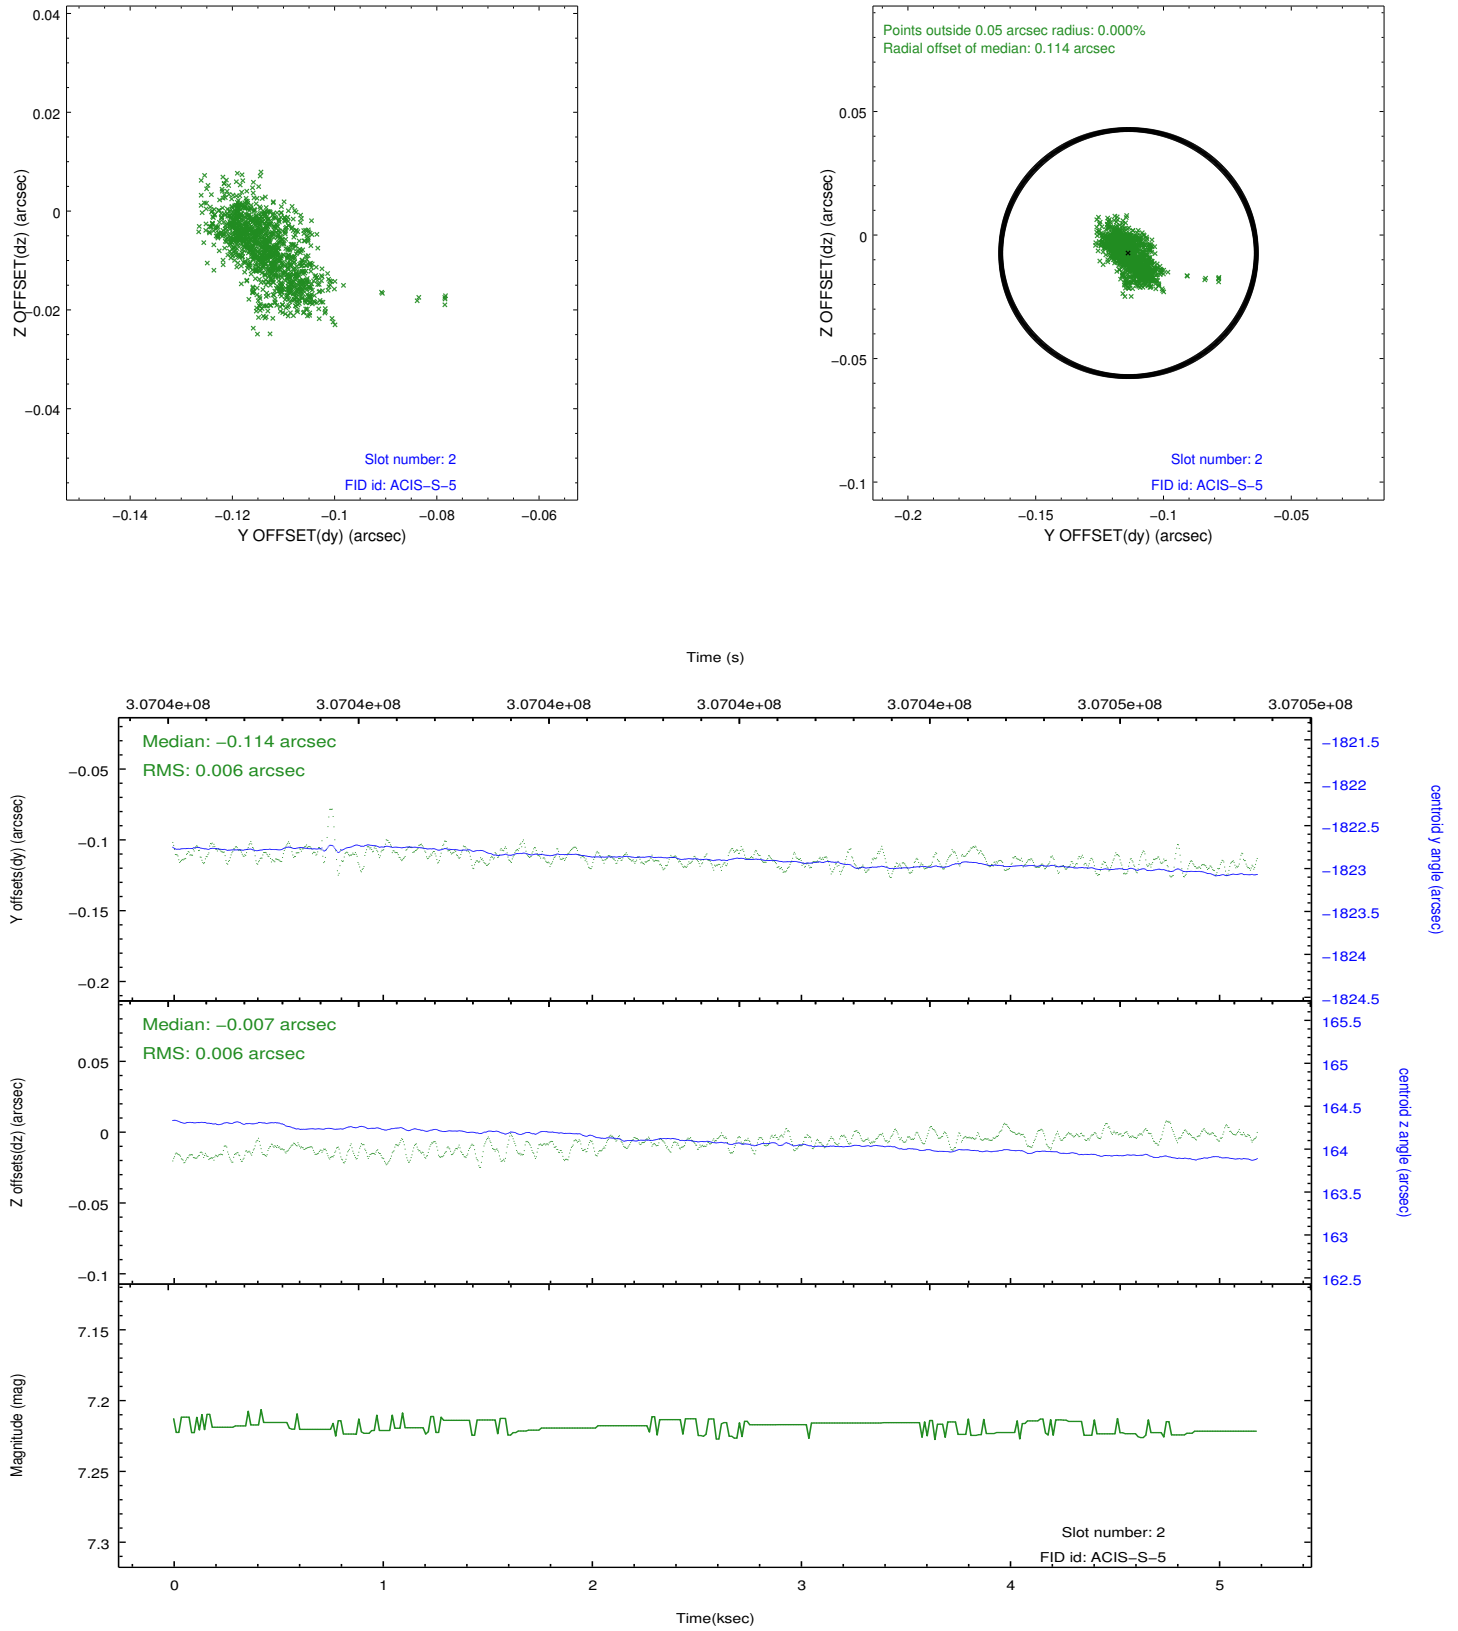 0.04
0.02
0
−0.02
−0.04
Z OFFSET(dz) (arcsec)
−0.14
−0.12
−0.1
−0.08
−0.06
Y OFFSET(dy) (arcsec)
Slot number: 2
FID id: ACIS−S−5
Points outside 0.05 arcsec radius: 0.000%
Radial offset of median: 0.114 arcsec
0.05
0
−0.05
−0.1
Z OFFSET(dz) (arcsec)
−0.2
−0.15
−0.1
−0.05
Y OFFSET(dy) (arcsec)
Slot number: 2
FID id: ACIS−S−5
Time (s)
3.0704e+08
3.0704e+08
3.0704e+08
3.0704e+08
3.0704e+08
3.0705e+08
3.0705e+08
Median: −0.114 arcsec
RMS: 0.006 arcsec
−0.05
−0.1
−0.15
−0.2
Y offsets(dy) (arcsec)
−1821.5
−1822
−1822.5
−1823
−1823.5
−1824
−1824.5
centroid y angle (arcsec)
Median: −0.007 arcsec
RMS: 0.006 arcsec
0.05
0
−0.05
−0.1
Z offsets(dz) (arcsec)
165.5
165
164.5
164
163.5
163
162.5
centroid z angle (arcsec)
7.15
7.2
7.25
7.3
Magnitude (mag)
Slot number: 2
FID id: ACIS−S−5
0
1
2
3
4
5
Time(ksec)